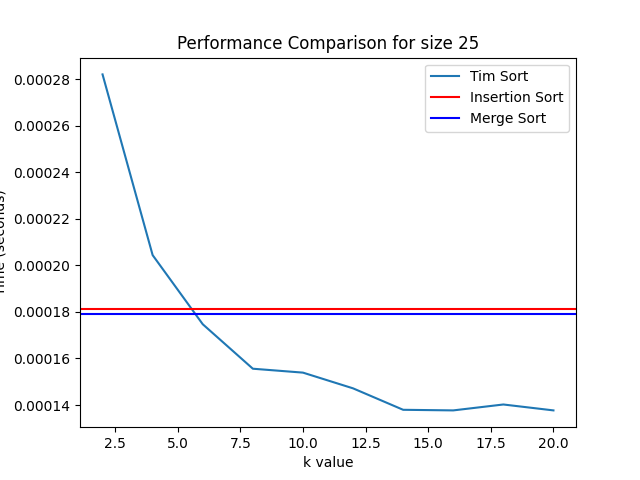 Performance Comparison for size 25
Tim Sort
Insertion Sort
Merge Sort
0.00028
0.00026
0.00024
0.00022
0.00020
0.00018
0.00016
0.00014
Time (seconds)
2.5 5.0 7.5 10.0 12.5 15.0 17.5 20.0
k value